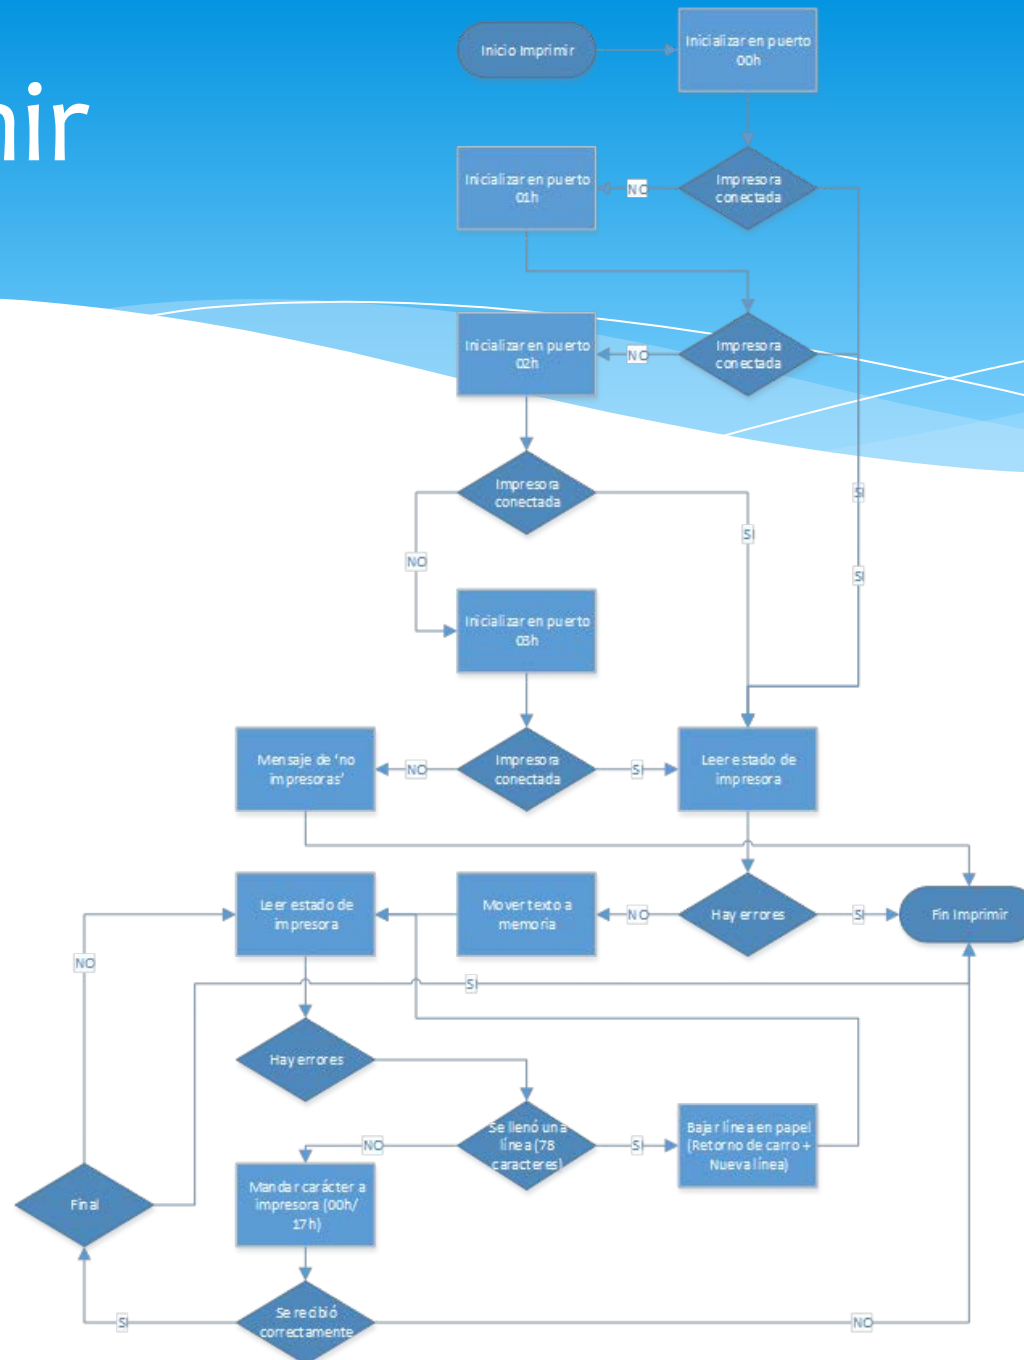 nir
Inicio Imprimir
Inicializar en puerto
00h
Inicializar en puerto
01h
NO
Impresora
conectada
Inicializar en puerto
02h
NO
Impresora
conectada
Impresora
conectada
SI
SI
NO
SI
Inicializar en puerto
03h
Mensaje de 'no
impresoras'
NO
Impresora
conectada
SI
Leer estado de
impresora
Leer estado de
impresora
Mover texto a
memoria
NO
Hay errores
SI
Fin Imprimir
NO
SI
Hay errores
Se llenó una
línea (78
caracteres)
NO
SI
Bajar línea en papel
(Retorno de carro +
Nueva línea)
Final
Mandar carácter a
impresora (00h/
17h)
SI
Se recibió
correctamente
NO